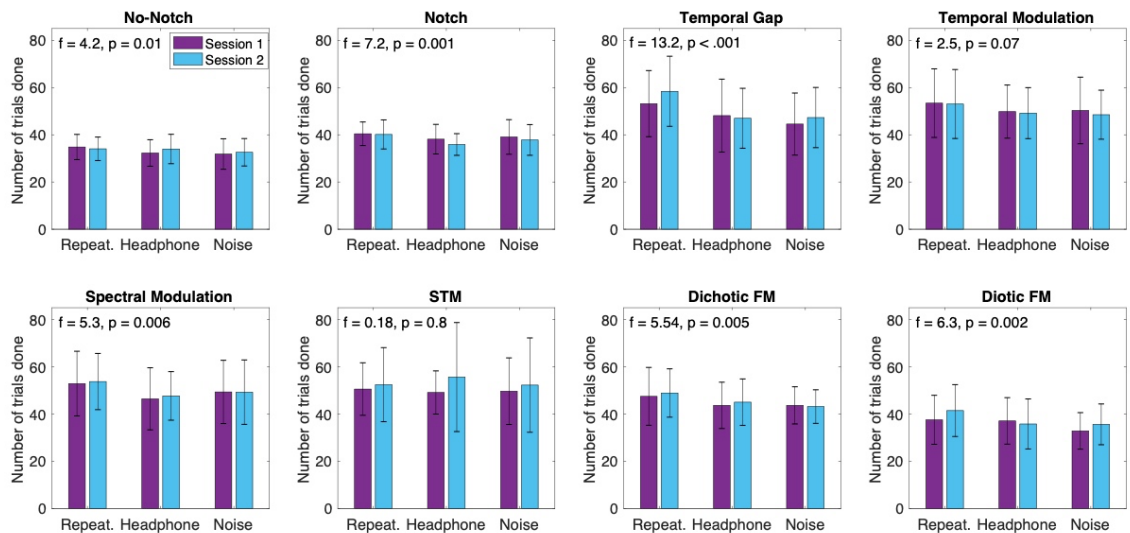 No-Notch
f = 4.2, p = 0.01
Session 1
Session 2
Number of trials done
80
60
40
20
0
Repeat. Headphone Noise
Notch
f = 7.2, p = 0.001
Number of trials done
80
60
40
20
0
Repeat. Headphone Noise
Temporal Gap
f = 13.2, p < .001
Number of trials done
80
60
40
20
0
Repeat. Headphone Noise
Temporal Modulation
f = 2.5, p = 0.07
Number of trials done
80
60
40
20
0
Repeat. Headphone Noise
Spectral Modulation
f = 5.3, p = 0.006
Number of trials done
80
60
40
20
0
Repeat. Headphone Noise
STM
f = 0.18, p = 0.8
Number of trials done
80
60
40
20
0
Repeat. Headphone Noise
Dichotic FM
f = 5.54, p = 0.005
Number of trials done
80
60
40
20
0
Repeat. Headphone Noise
Diotic FM
f = 6.3, p = 0.002
Number of trials done
80
60
40
20
0
Repeat. Headphone Noise